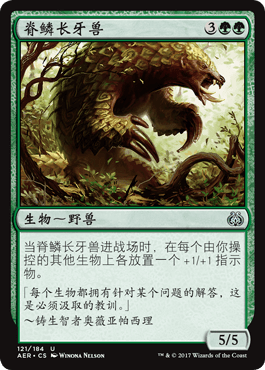 脊鳞长牙兽 3
生物～野兽
当脊鳞长牙兽进战场时，在每个由你操
控的其他生物上各放置一个 +1/+1 指示
物。
「每个生物都拥有针对某个问题的解答，这
是必须汲取的教训。」
～铸生智者奥薇亚帕西理
5/5
121/184 U
AER • CS WINONA NELSON
™ & © 2017 Wizards of the Coast